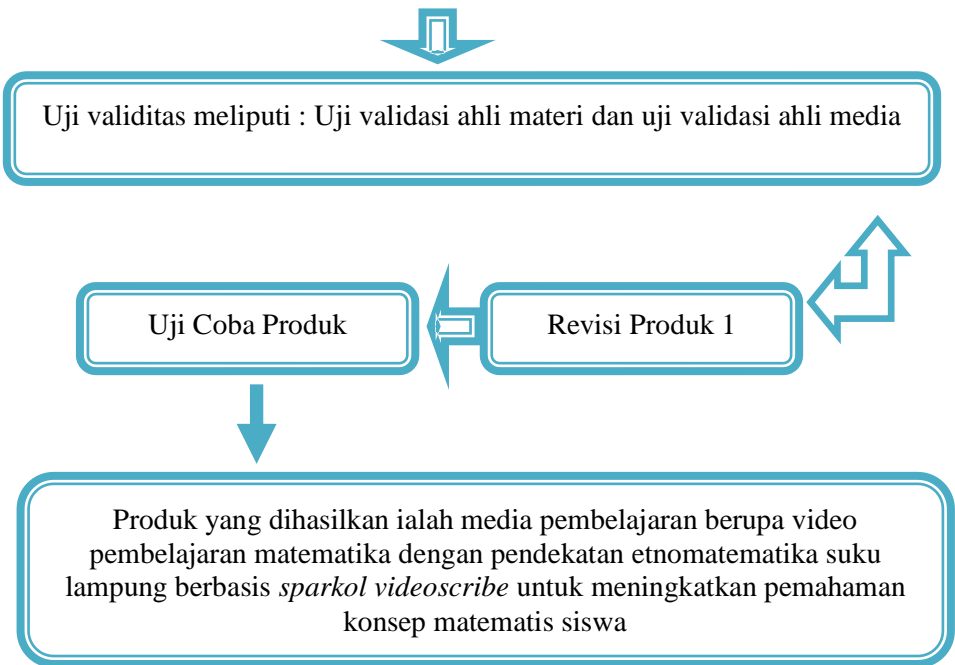 Uji validitas meliputi : Uji validasi ahli materi dan uji validasi ahli media
Uji Coba Produk
Revisi Produk 1
Produk yang dihasilkan ialah media pembelajaran berupa video
pembelajaran matematika dengan pendekatan etnomatematika suku
lampung berbasis sparkol videoscribe untuk meningkatkan pemahaman
konsep matematis siswa